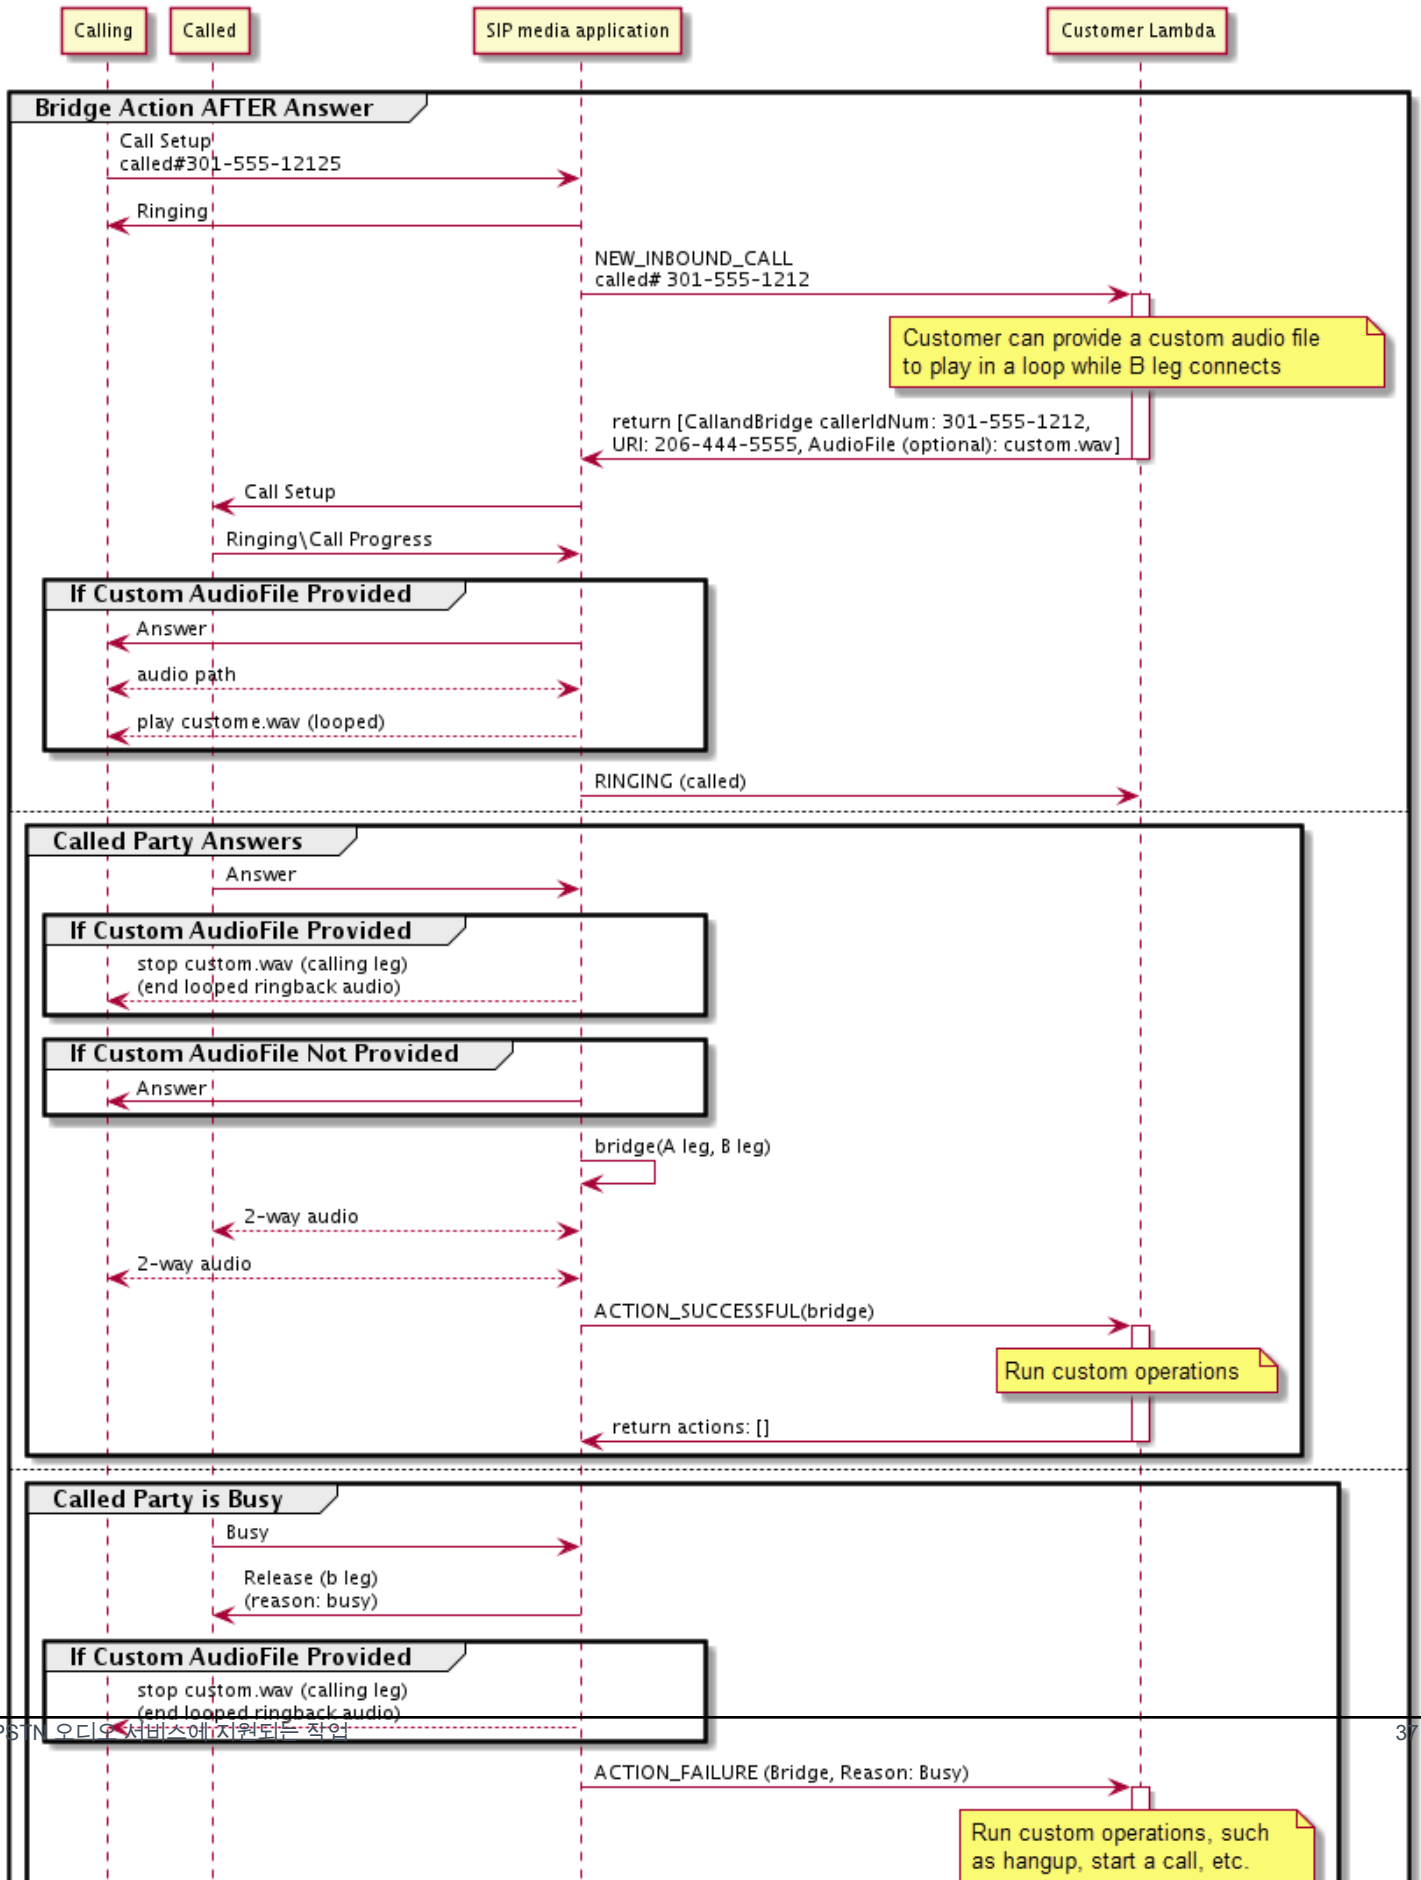 Calling
Called
SIP media application
Customer Lambda
Bridge Action AFTER Answer
Call Setup
called#301-555-12125
Ringing
NEW_INBOUND_CALL
called# 301-555-1212
Customer can provide a custom audio file
to play in a loop while B leg connects
return [CallandBridge callerIdNum: 301-555-1212,
URI: 206-444-5555, AudioFile (optional): custom.wav]
Call Setup
Ringing\Call Progress
If Custom AudioFile Provided
Answer
audio path
play custome.wav (looped)
RINGING (called)
Called Party Answers
Answer
If Custom AudioFile Provided
stop custom.wav (calling leg)
(end looped ringback audio)
If Custom AudioFile Not Provided
Answer
bridge(A leg, B leg)
2-way audio
2-way audio
ACTION_SUCCESSFUL(bridge)
Run custom operations
return actions: []
Called Party is Busy
Busy
Release (b leg)
(reason: busy)
If Custom AudioFile Provided
stop custom.wav (calling leg)
(end looped ringback audio)
PSTN 오디오 서비스에 지원되는 작업
37
ACTION_FAILURE (Bridge, Reason: Busy)
Run custom operations, such
as hangup, start a call, etc.